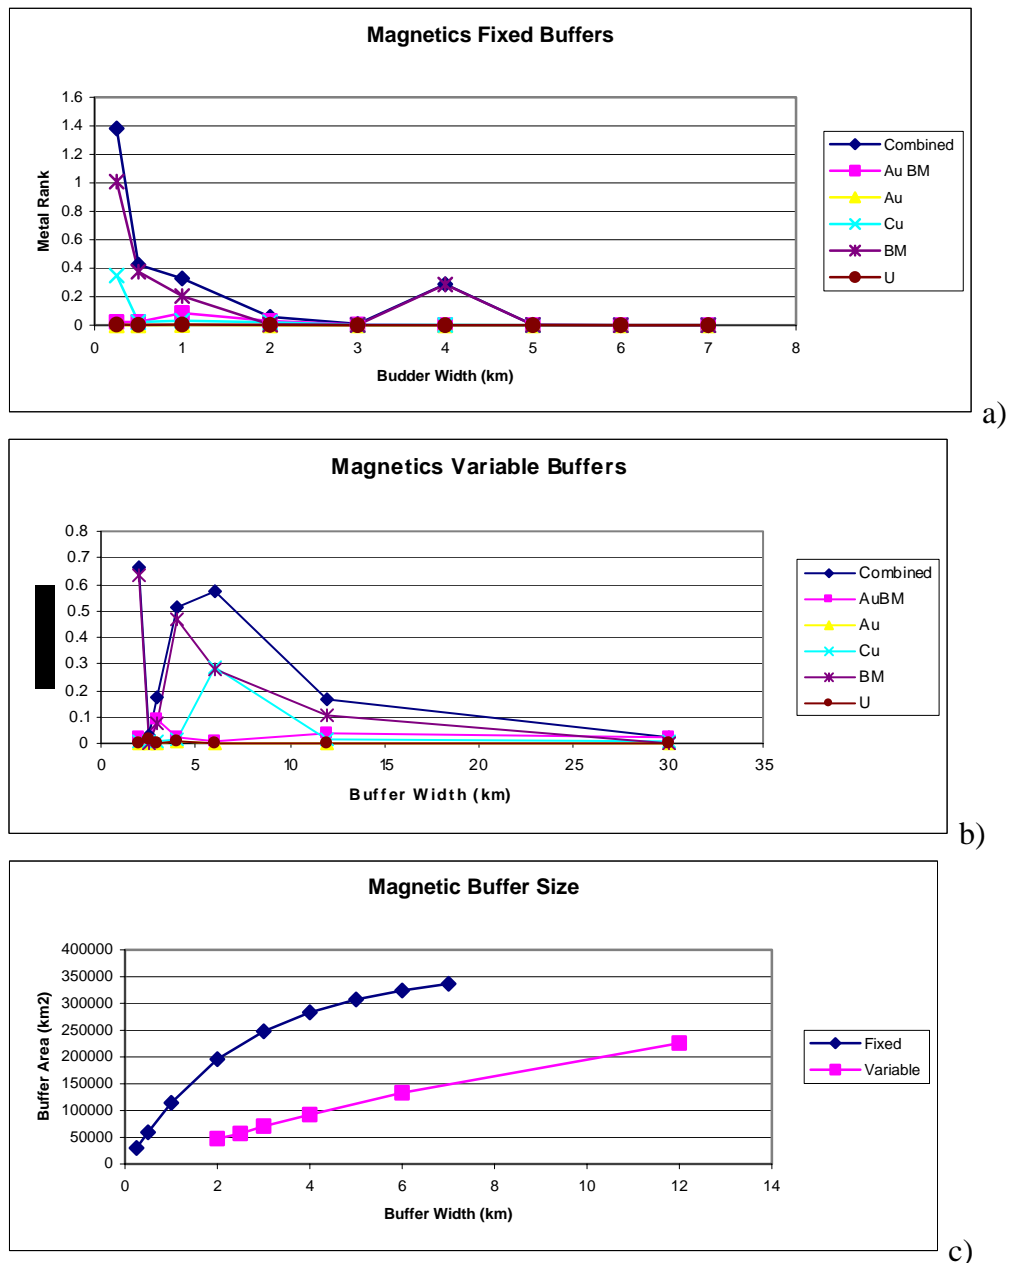 Magnetics Fixed Buffers
1.6
1.4
1.2
1
0.8
0.6
0.4
0.2
0
Metal Rank
0 1 2 3 4 5 6 7 8
Budder Width (km)
Combined
Au BM
Au
Cu
BM
U
a)
Magnetics Variable Buffers
0.8
0.7
0.6
0.5
0.4
0.3
0.2
0.1
0
0 5 10 15 20 25 30 35
Buffer Width (km)
Combined
AuBM
Au
Cu
BM
U
b)
Magnetic Buffer Size
400000
350000
300000
250000
200000
150000
100000
50000
0
Buffer Area (km2)
0 2 4 6 8 10 12 14
Buffer Width (km)
Fixed
Variable
c)